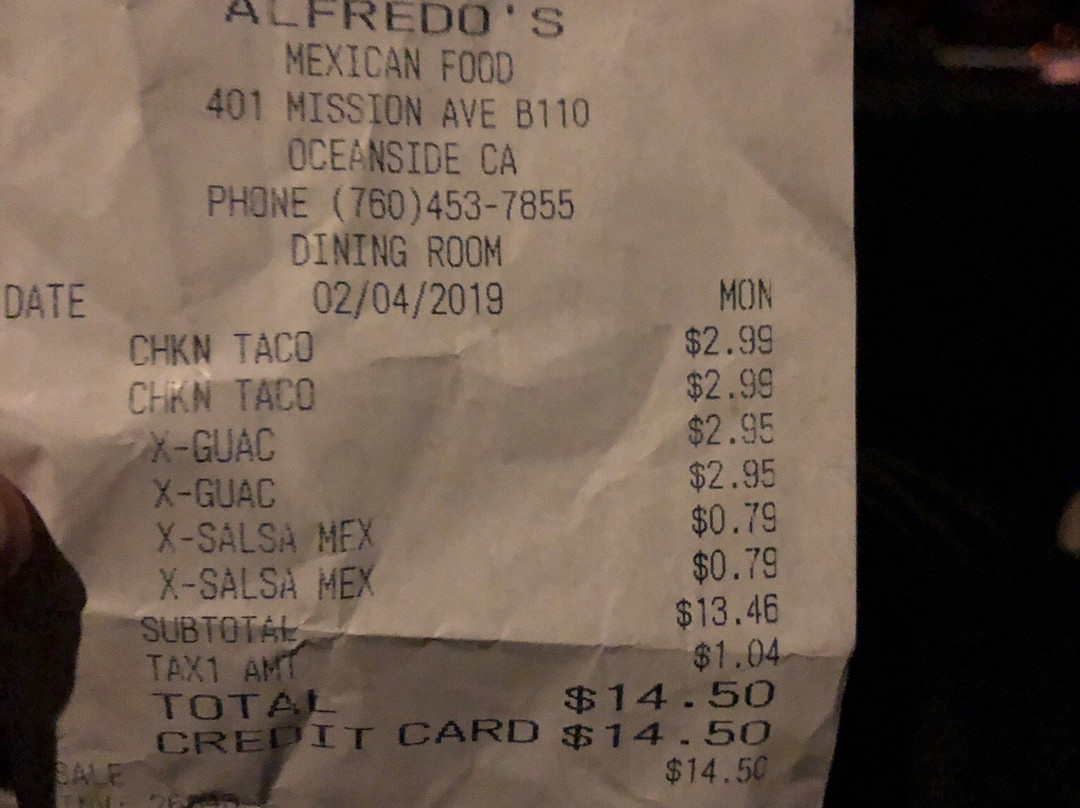 ALFREDO'S
MEXICAN FOOD
401 MISSION AVE B110
OCEANSIDE CA
PHONE (760)453-7855
DINING ROOM
DATE 02/04/2019 MON
CHKN TACO $2.99
CHKN TACO $2.99
X-GUAC $2.95
X-GUAC $2.95
X-SALSA MEX $0.79
X-SALSA MEX $0.79
SUBTOTAL $13.46
TAX1 AMT $1.04
TOTAL $14.50
CREDIT CARD $14.50
SALE $14.50